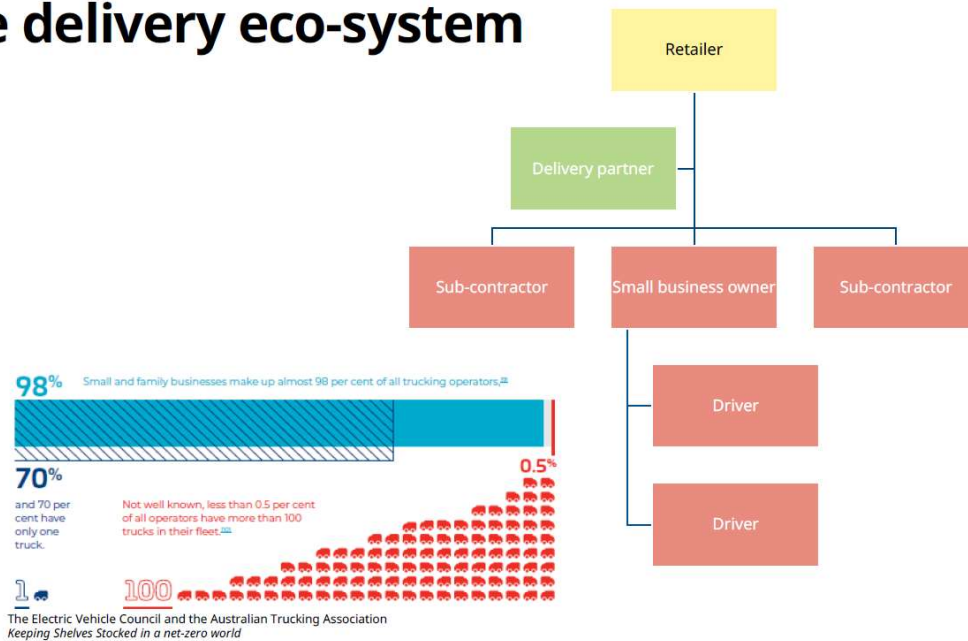 e delivery eco-system
Retailer
Delivery partner
Sub-contractor
Small business owner
Sub-contractor
Driver
Driver
98%
Small and family businesses make up almost 98 per cent of all trucking operators,
70%
and 70 per
cent have
only one
truck.
0.5%
Not well known, less than 0.5 per cent
of all operators have more than 100
trucks in their fleet.
1
100
The Electric Vehicle Council and the Australian Trucking Association
Keeping Shelves Stocked in a net-zero world